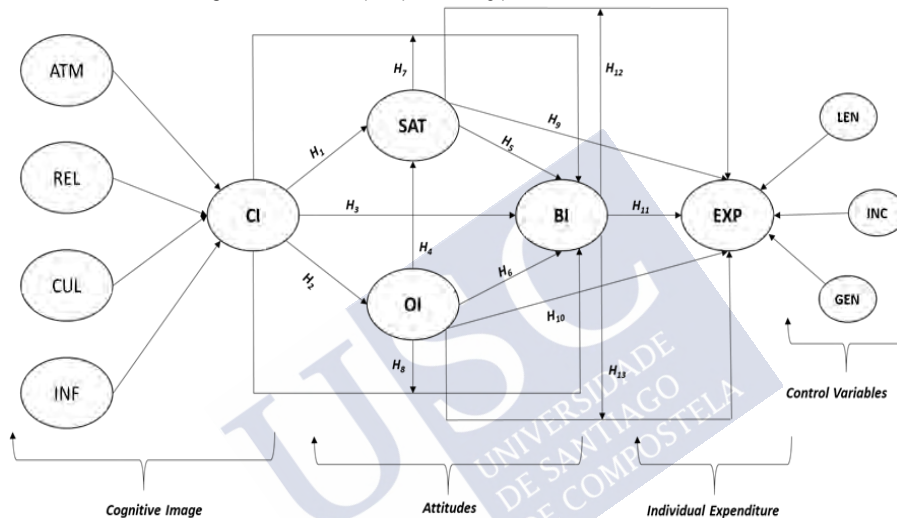 ATM
REL
CUL
INF
CI
SAT
OI
BI
EXP
LEN
INC
GEN
H1
H2
H3
H4
H5
H6
H7
H8
H9
H10
H11
H12
H13
Cognitive Image
Attitudes
Individual Expenditure
Control Variables
USC
UNIVERSIDADE
DE SANTIAGO
DE COMPOSTELA